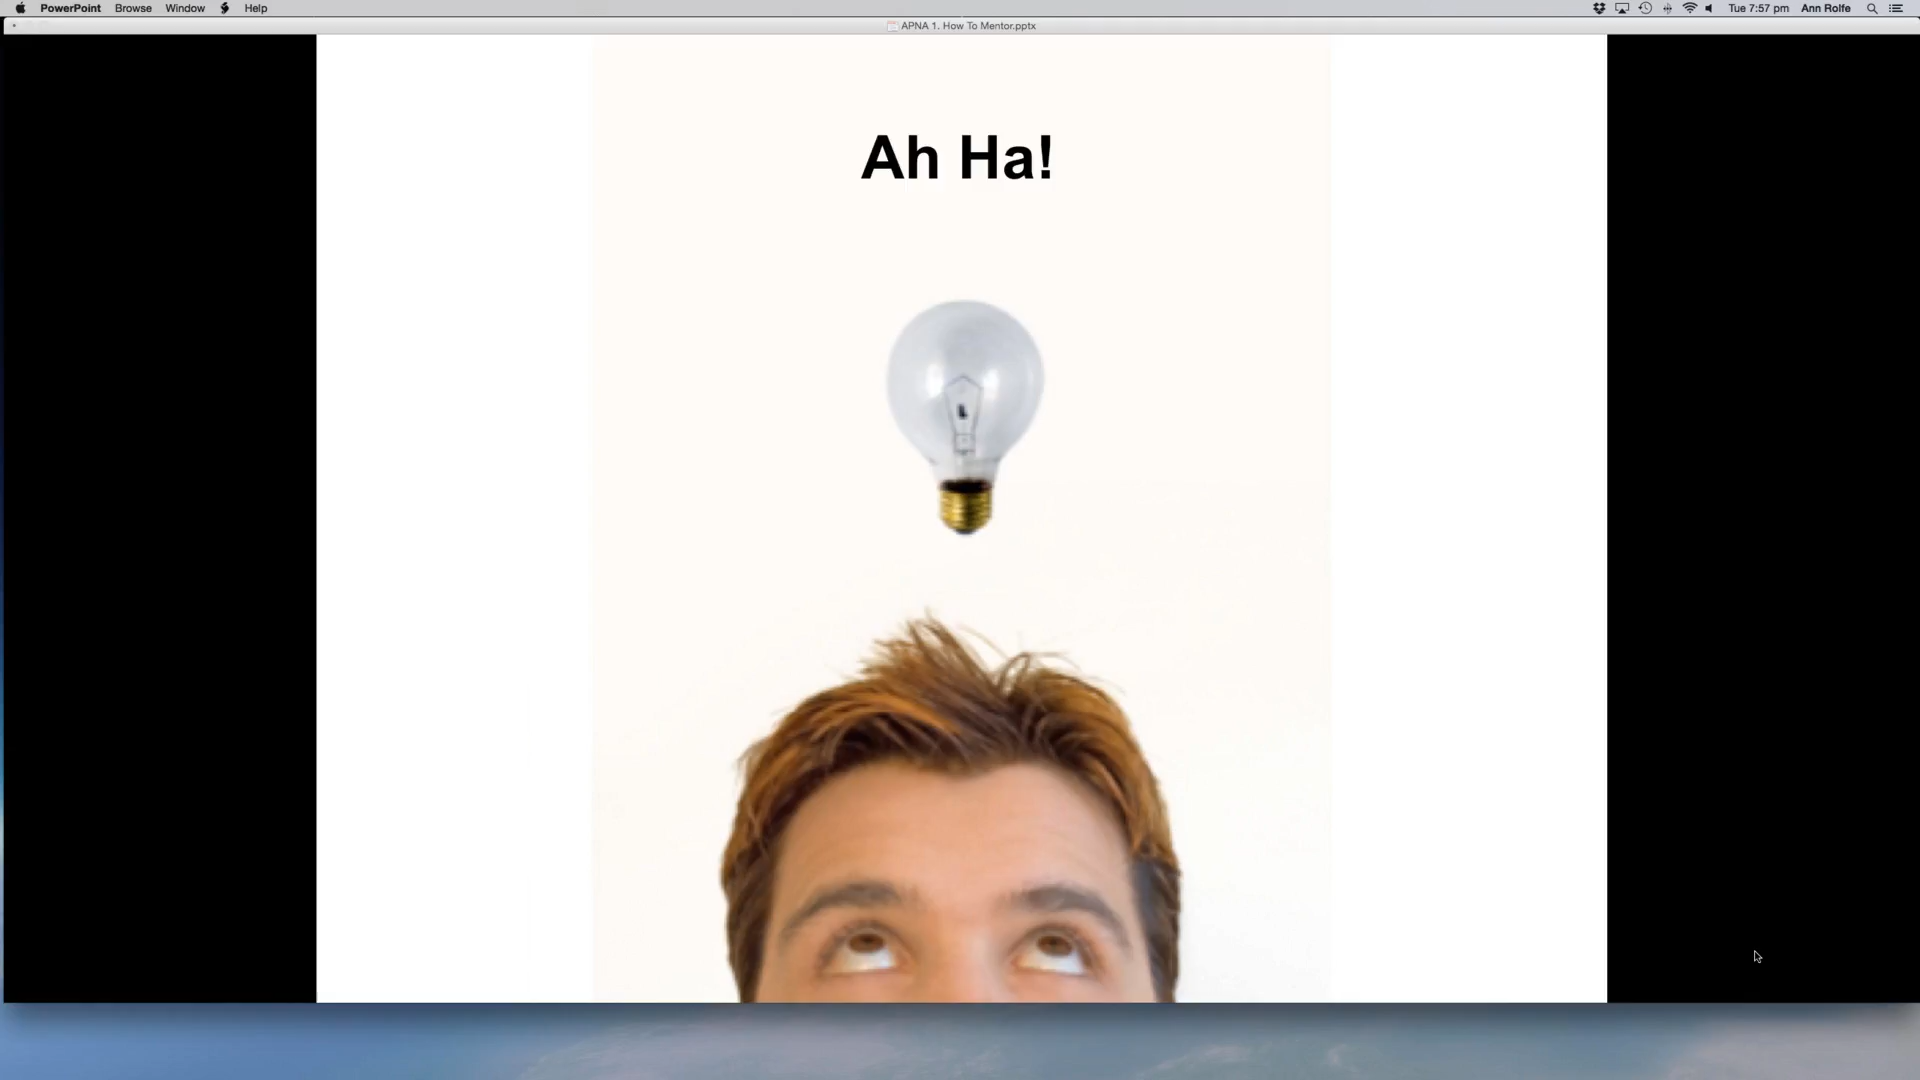 PowerPoint Browse Window Help Tue 7:57 pm Ann Rolfe
APNA 1. How To Mentor.pptx
Ah Ha!